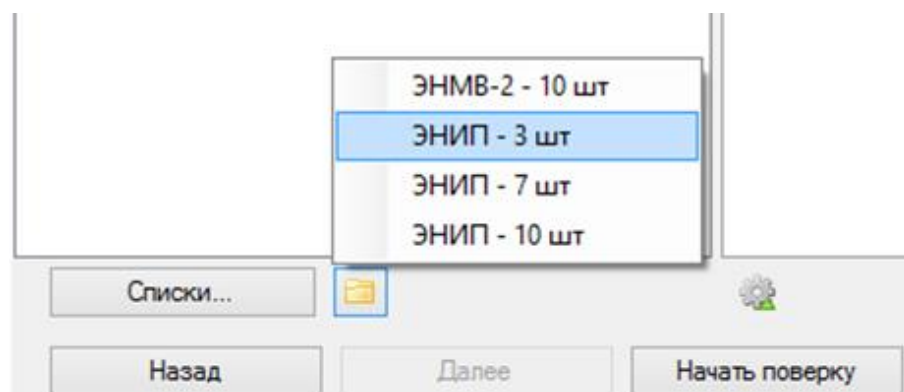 ЭНМВ-2 - 10 шт
ЭНИП - 3 шт
ЭНИП - 7 шт
ЭНИП - 10 шт
Списки...
Назад Далее Начать поверку